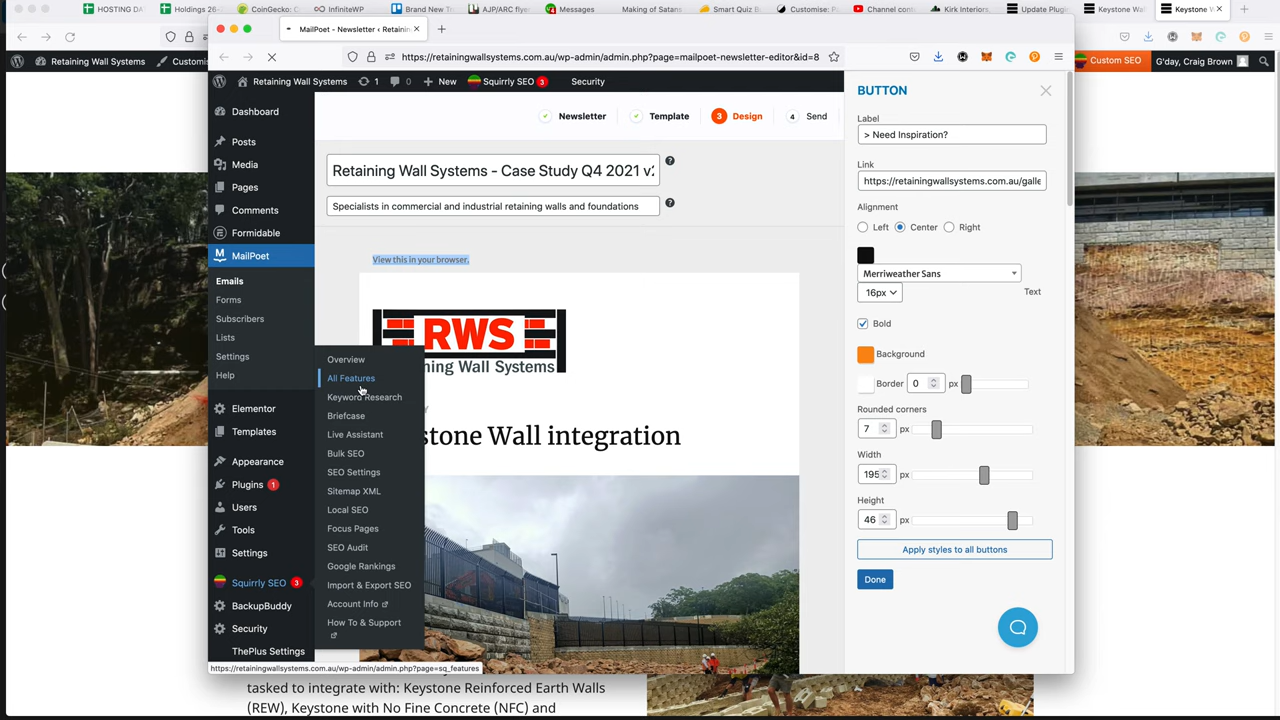 HOSTING DA
Holdings 26-
CoinGecko: C
InfiniteWP
Brand New T
AJP/ARC flyer
Messages
Making of Satans
Smart Quiz B
Customise: Pu
Channel conte
Kirk Interiors,
Update Plugin
Keystone Wal
Keystone W
MailPoet - Newsletter ‹ Retainin
https://retainingwallsystems.com.au/wp-admin/admin.php?page=mailpoet-newsletter-editor&id=8
Retaining Wall Systems
Customis
Retaining Wall Systems
1
0
New
Squirrly SEO 3
Security
Custom SEO
G'day, Craig Brown
Dashboard
Posts
Media
Pages
Comments
Formidable
MailPoet
Emails
Forms
Subscribers
Lists
Settings
Help
Elementor
Templates
Appearance
Plugins 1
Users
Tools
Settings
Squirrly SEO 3
BackupBuddy
Security
ThePlus Settings
Overview
All Features
Keyword Research
Briefcase
Live Assistant
Bulk SEO
SEO Settings
Sitemap XML
Local SEO
Focus Pages
SEO Audit
Google Rankings
Import & Export SEO
Account Info
How To & Support
Newsletter
Template
3 Design
4 Send
Retaining Wall Systems - Case Study Q4 2021 v2
Specialists in commercial and industrial retaining walls and foundations
View this in your browser.
RWS
ning Wall Systems
Y
stone Wall integration
BUTTON
Label
> Need Inspiration?
Link
https://retainingwallsystems.com.au/galle
Alignment
Left
Center
Right
Merriweather Sans
16px
Text
Bold
Background
Border 0 px
Rounded corners
7 px
Width
195 px
Height
46 px
Apply styles to all buttons
Done
https://retainingwallsystems.com.au/wp-admin/admin.php?page=sq_features
tasked to integrate with: Keystone Reinforced Earth Walls
(REW), Keystone with No Fine Concrete (NFC) and